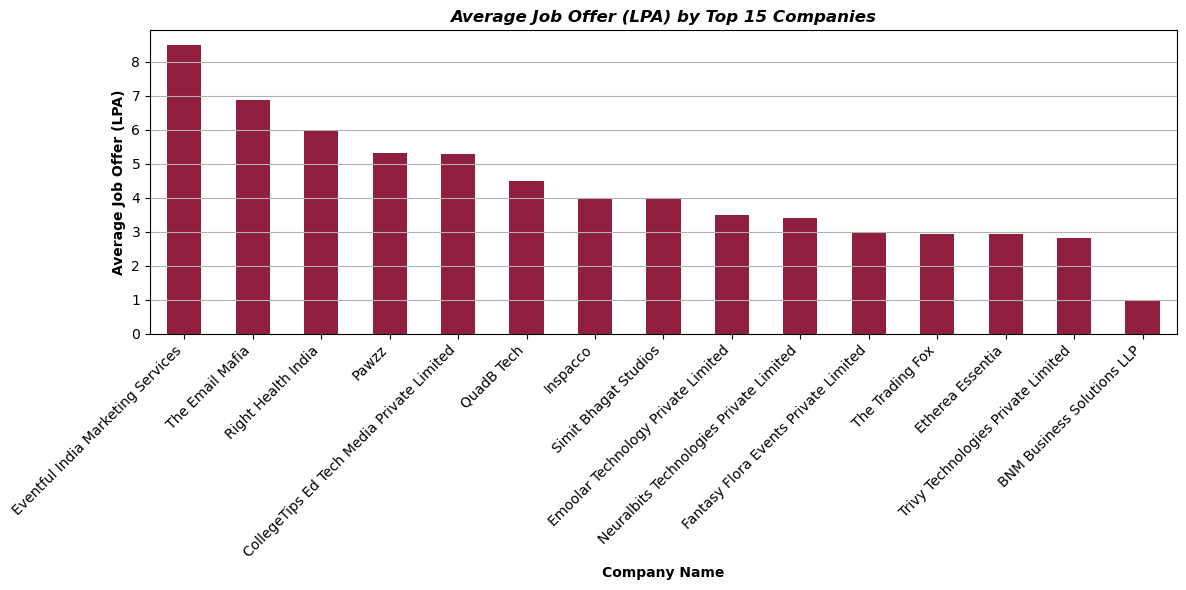 Average Job Offer (LPA) by Top 15 Companies
Average Job Offer (LPA)
8
7
6
5
4
3
2
1
0
Eventful India Marketing Services
The Email Mafia
Right Health India
Pawzz
CollegeTips Ed Tech Media Private Limited
QuadB Tech
Inspacco
Simit Bhagat Studios
Emoolar Technology Private Limited
Neuralbits Technologies Private Limited
Fantasy Flora Events Private Limited
The Trading Fox
Etherea Essentia
Trivy Technologies Private Limited
BNM Business Solutions LLP
Company Name